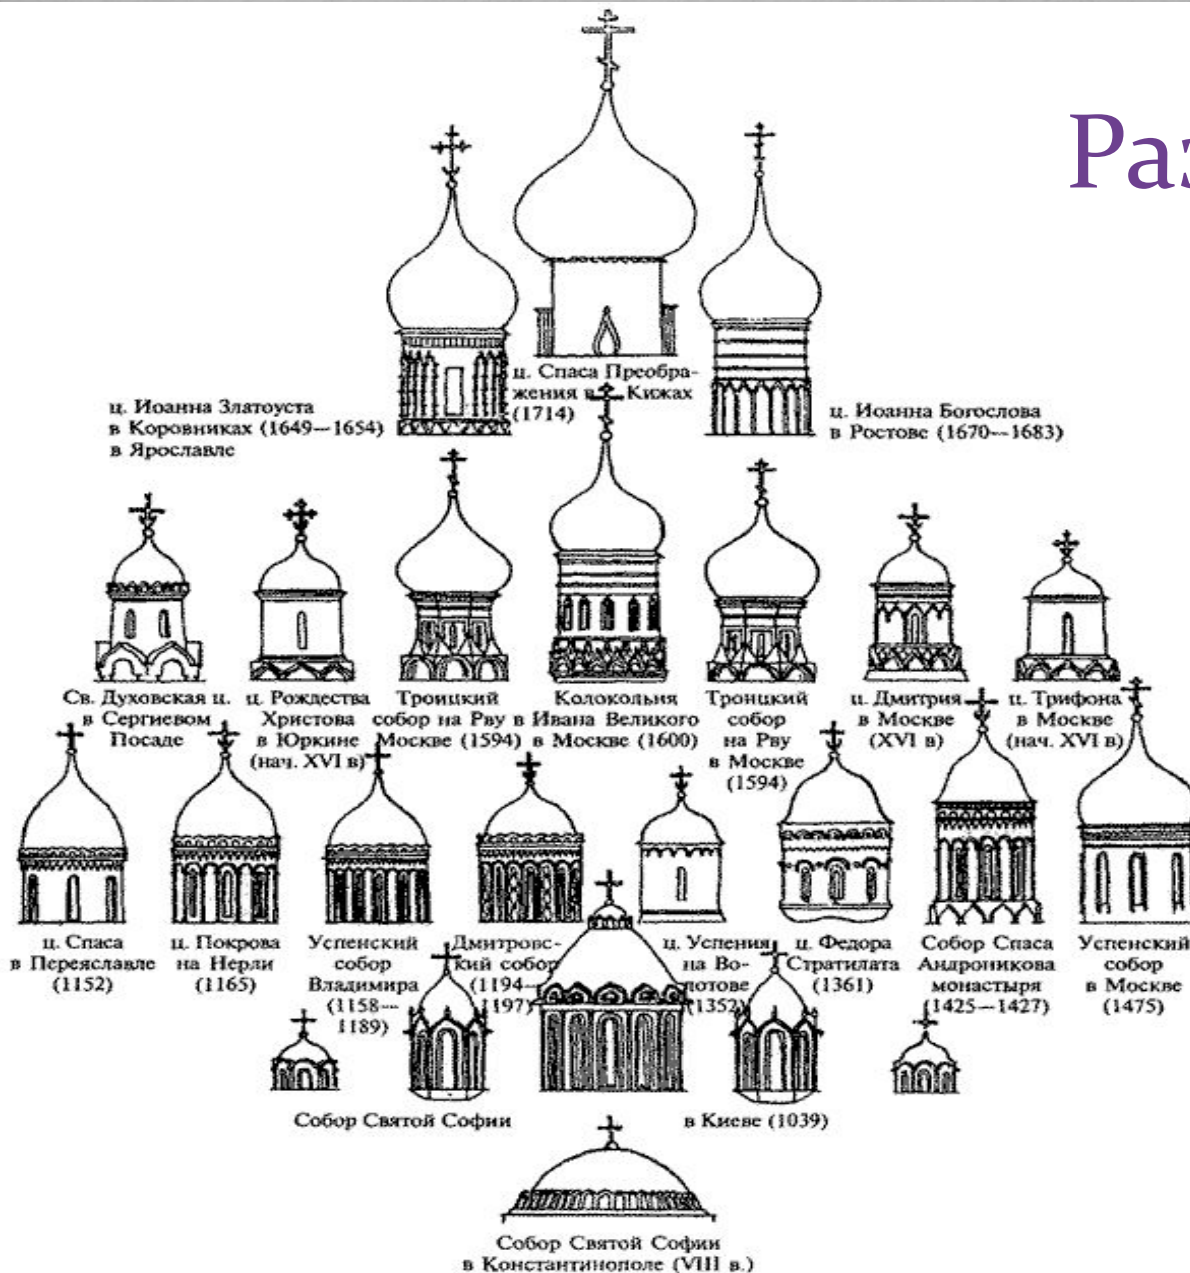 Раз
ц. Спаса Преобра-
жения в Кижах
(1714)
ц. Иоанна Златоуста
в Коровниках (1649—1654)
в Ярославле
ц. Иоанна Богослова
в Ростове (1670—1683)
Св. Духовская ц.
в Сергиевом
Посаде
ц. Рождества
Христова
в Юркине
(нач. XVI в)
Троицкий
собор на Рву в
Москве (1594)
Колокольня
Ивана Великого
в Москве (1600)
Троицкий
собор
на Рву
в Москве
(1594)
ц. Дмитрия
в Москве
(XVI в)
ц. Трифона
в Москве
(нач. XVI в)
ц. Спаса
в Переяславле
(1152)
ц. Покрова
на Нерли
(1165)
Успенский
собор
Владимира
(1158—
1189)
Дмитровс-
кий собор
(1194—
1197)
ц. Успения
на Во-
лотове
(1352)
ц. Федора
Стратилата
(1361)
Собор Спаса
Андроникова
монастыря
(1425—1427)
Успенский
собор
в Москве
(1475)
Собор Святой Софии
в Киеве (1039)
Собор Святой Софии
в Константинополе (VIII в.)